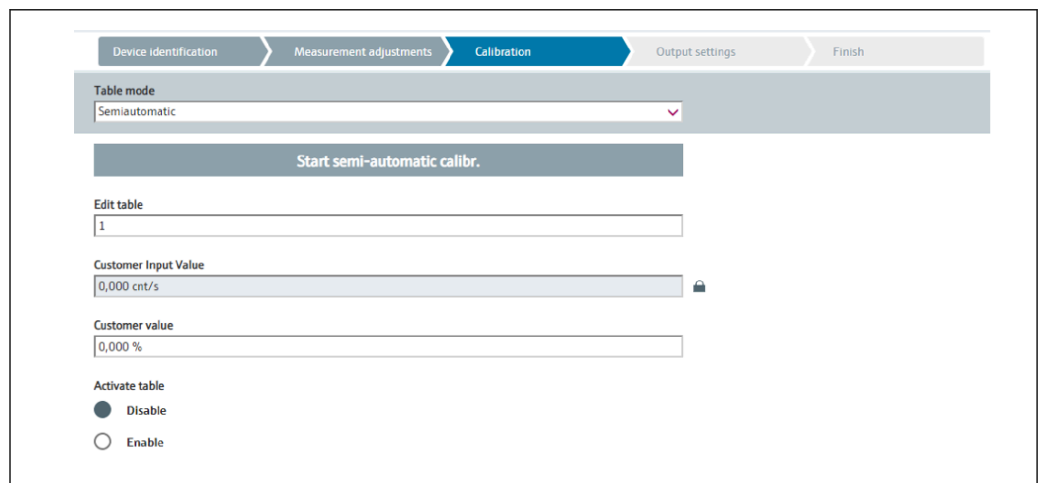 Device identification
Measurement adjustments
Calibration
Output settings
Finish
Table mode
Semiautomatic
Start semi-automatic calibr.
Edit table
1
Customer Input Value
0,000 cnt/s
Customer value
0,000 %
Activate table
Disable
Enable